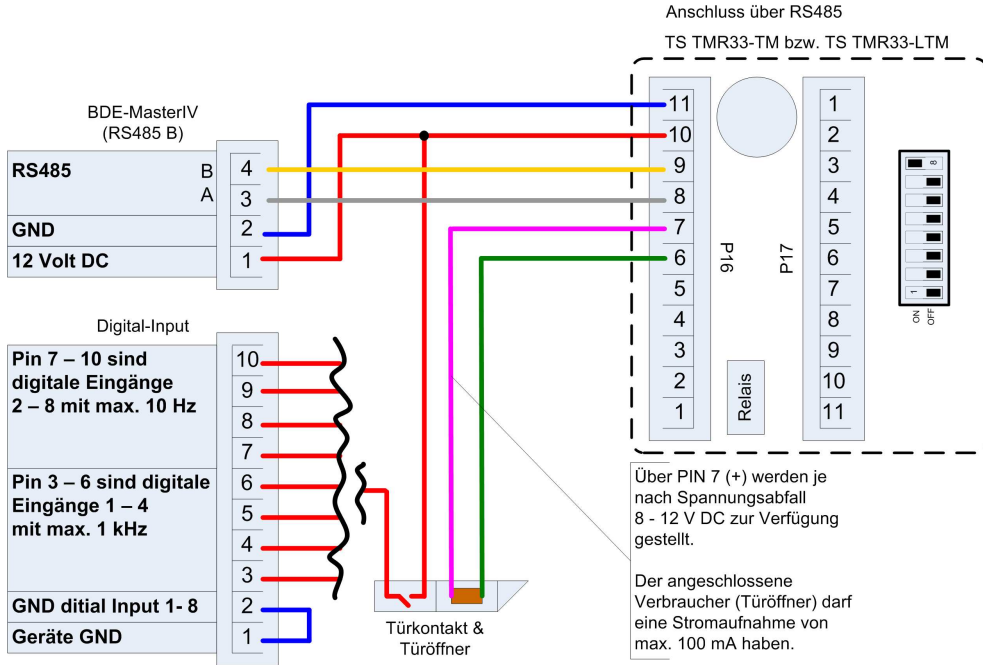 Anschluss über RS485
TS TMR33-TM bzw. TS TMR33-LTM
BDE-MasterIV
(RS485 B)
RS485
B
A
GND
12 Volt DC
4
3
2
1
11
10
9
8
7
6
5
4
3
2
1
P16
P17
Relais
1
2
3
4
5
6
7
8
9
10
11
8
1
ON
OFF
Digital-Input
Pin 7 – 10 sind
digitale Eingänge
2 – 8 mit max. 10 Hz
Pin 3 – 6 sind digitale
Eingänge 1 – 4
mit max. 1 kHz
GND ditial Input 1- 8
Geräte GND
10
9
8
7
6
5
4
3
2
1
Türkontakt &
Türöffner
Über PIN 7 (+) werden je
nach Spannungsabfall
8 - 12 V DC zur Verfügung
gestellt.
Der angeschlossene
Verbraucher (Türöffner) darf
eine Stromaufnahme von
max. 100 mA haben.